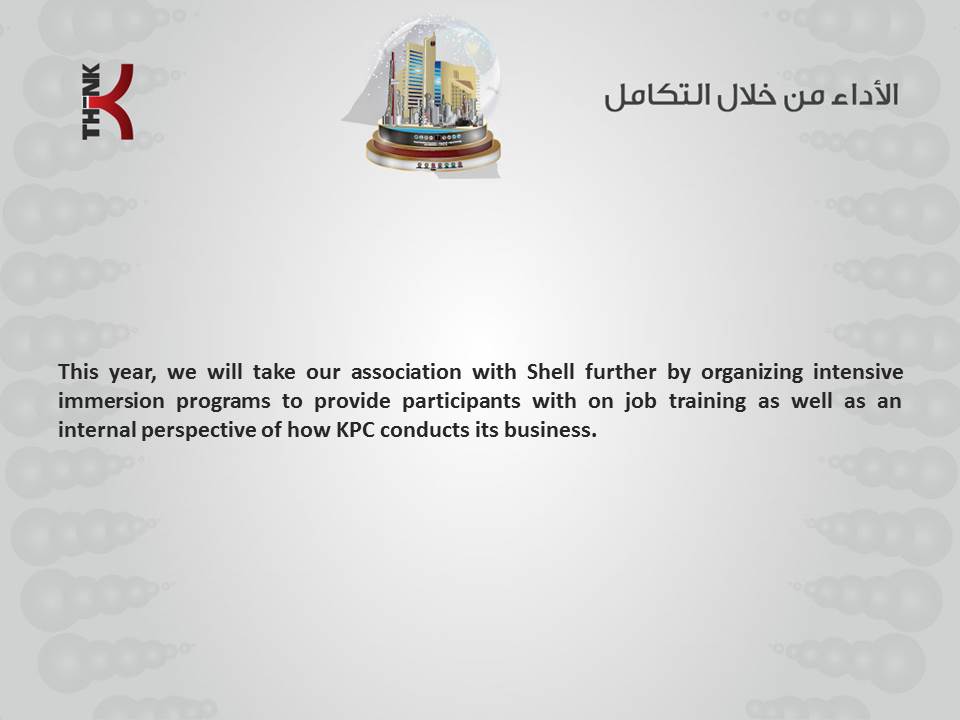 THINK
الأداء من خلال التكامل
This year, we will take our association with Shell further by organizing intensive
immersion programs to provide participants with on job training as well as an
internal perspective of how KPC conducts its business.